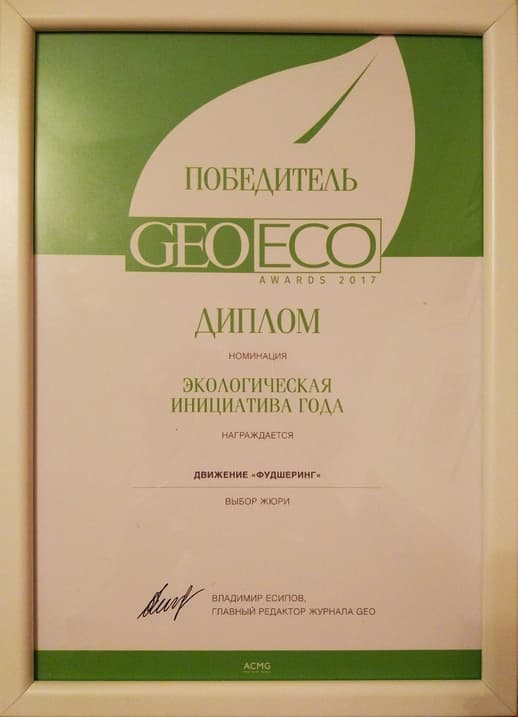 ПОБЕДИТЕЛЬ
GEO ECO
AWARDS 2017
ДИПЛОМ
НОМИНАЦИЯ
ЭКОЛОГИЧЕСКАЯ
ИНИЦИАТИВА ГОДА
НАГРАЖДАЕТСЯ
ДВИЖЕНИЕ «ФУДШЕРИНГ»
ВЫБОР ЖЮРИ
ВЛАДИМИР ЕСИПОВ,
ГЛАВНЫЙ РЕДАКТОР ЖУРНАЛА GEO
ACMG